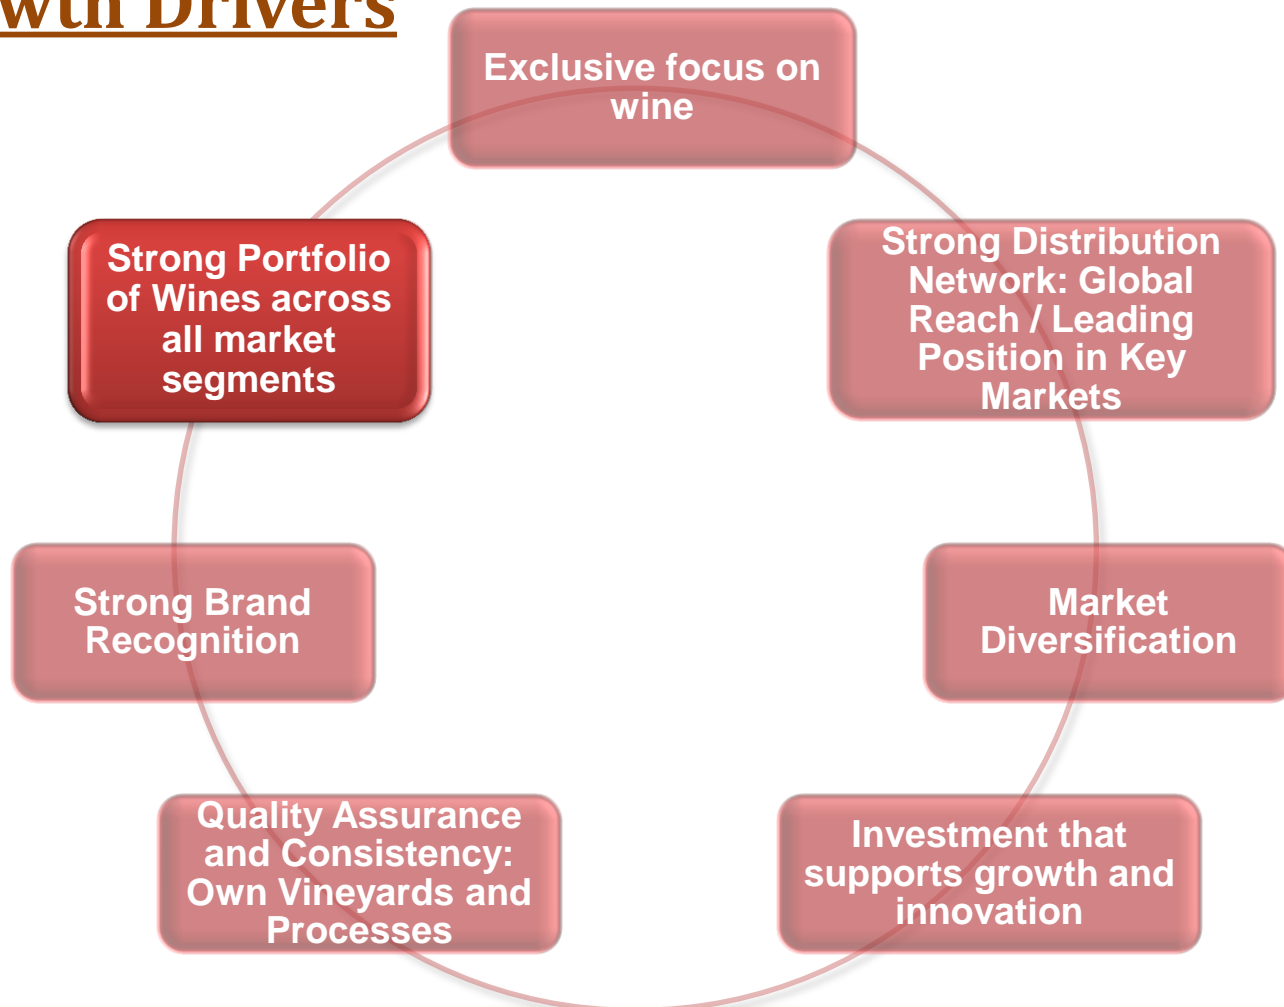 wth Drivers
Exclusive focus on
wine
Strong Distribution
Network: Global
Reach / Leading
Position in Key
Markets
Market
Diversification
Investment that
supports growth and
innovation
Quality Assurance
and Consistency:
Own Vineyards and
Processes
Strong Brand
Recognition
Strong Portfolio
of Wines across
all market
segments